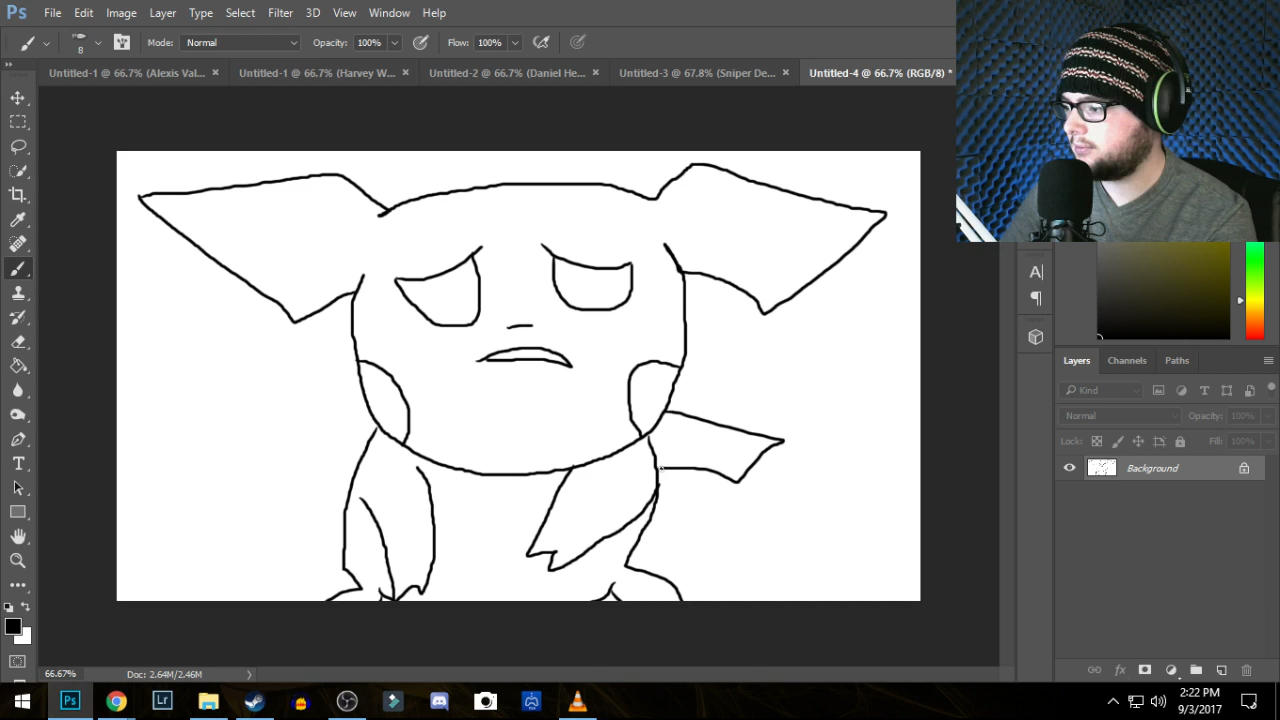 Ps File Edit Image Layer Type Select Filter 3D View Window Help
8 Mode: Normal Opacity: 100% Flow: 100%
Untitled-1 @ 66.7% (Alexis Val... × Untitled-1 @ 66.7% (Harvey W... × Untitled-2 @ 66.7% (Daniel He... × Untitled-3 @ 67.8% (Sniper De... × Untitled-4 @ 66.7% (RGB/8) *
Layers Channels Paths
Kind
Normal Opacity: 100%
Lock: Fill: 100%
Background
66.67% Doc: 2.64M/2.46M
Ps Lr
2:22 PM
9/3/2017